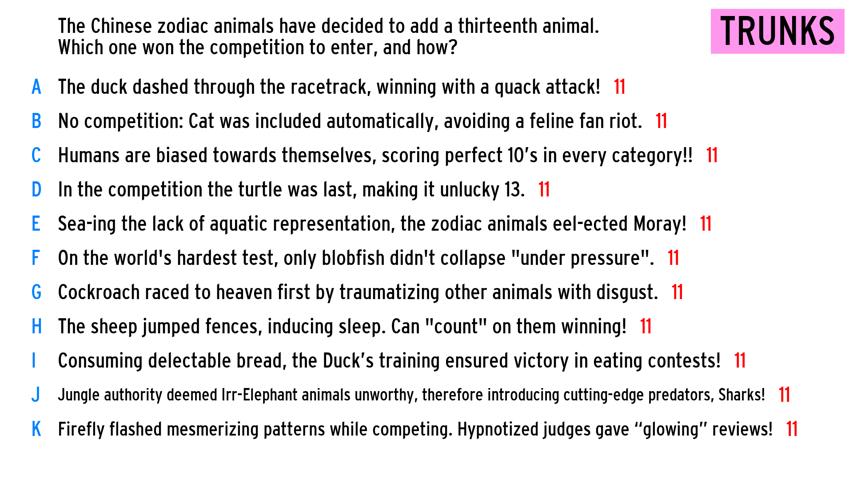 The Chinese zodiac animals have decided to add a thirteenth animal.
Which one won the competition to enter, and how?
TRUNKS
A The duck dashed through the racetrack, winning with a quack attack! 11
B No competition: Cat was included automatically, avoiding a feline fan riot. 11
C Humans are biased towards themselves, scoring perfect 10’s in every category!! 11
D In the competition the turtle was last, making it unlucky 13. 11
E Sea-ing the lack of aquatic representation, the zodiac animals eel-ected Moray! 11
F On the world's hardest test, only blobfish didn't collapse "under pressure". 11
G Cockroach raced to heaven first by traumatizing other animals with disgust. 11
H The sheep jumped fences, inducing sleep. Can "count" on them winning! 11
I Consuming delectable bread, the Duck’s training ensured victory in eating contests! 11
J Jungle authority deemed Irr-Elephant animals unworthy, therefore introducing cutting-edge predators, Sharks! 11
K Firefly flashed mesmerizing patterns while competing. Hypnotized judges gave “glowing” reviews! 11